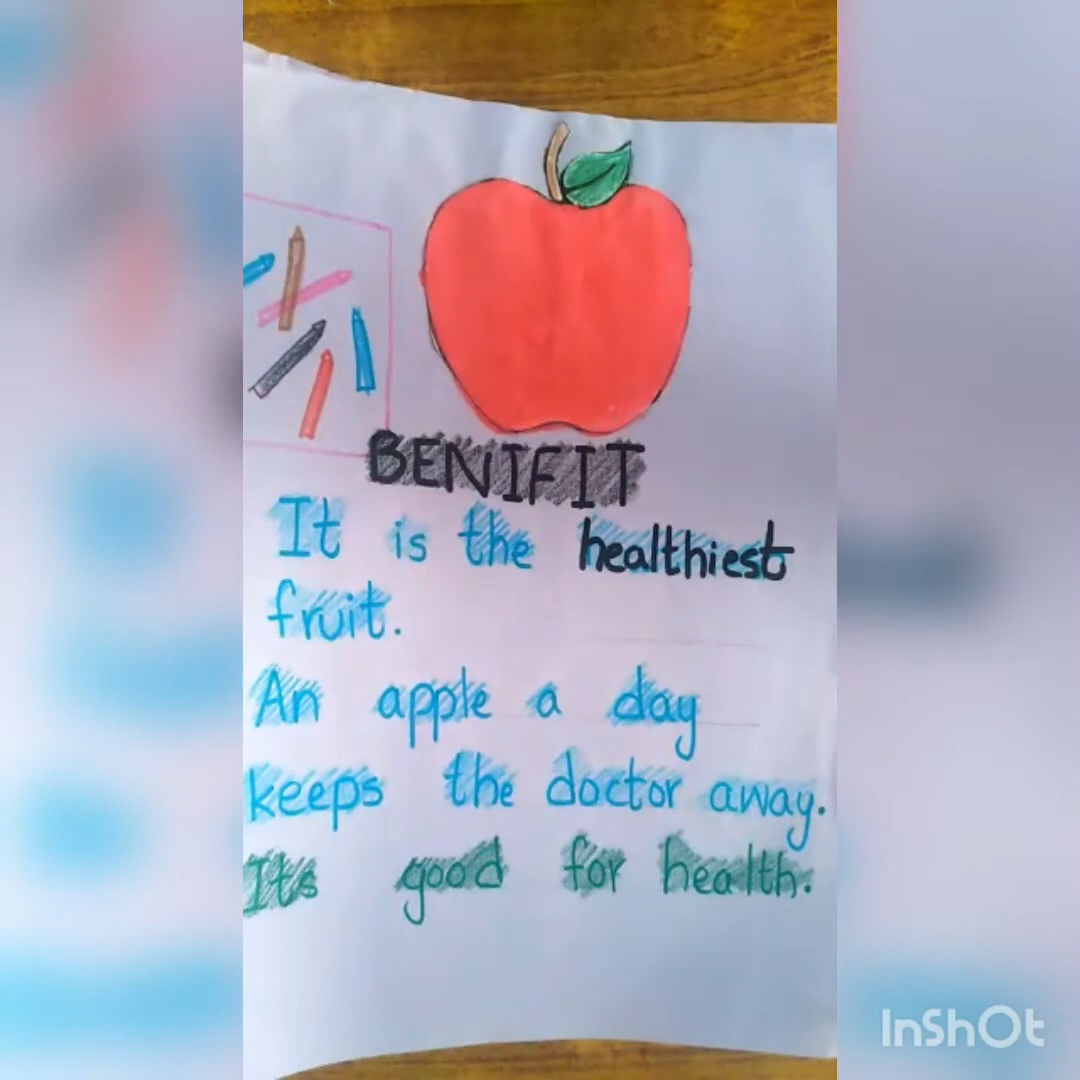 BENIFIT
It is the healthiest
fruit.
An apple a day
keeps the doctor away.
Its good for health.
InShOt